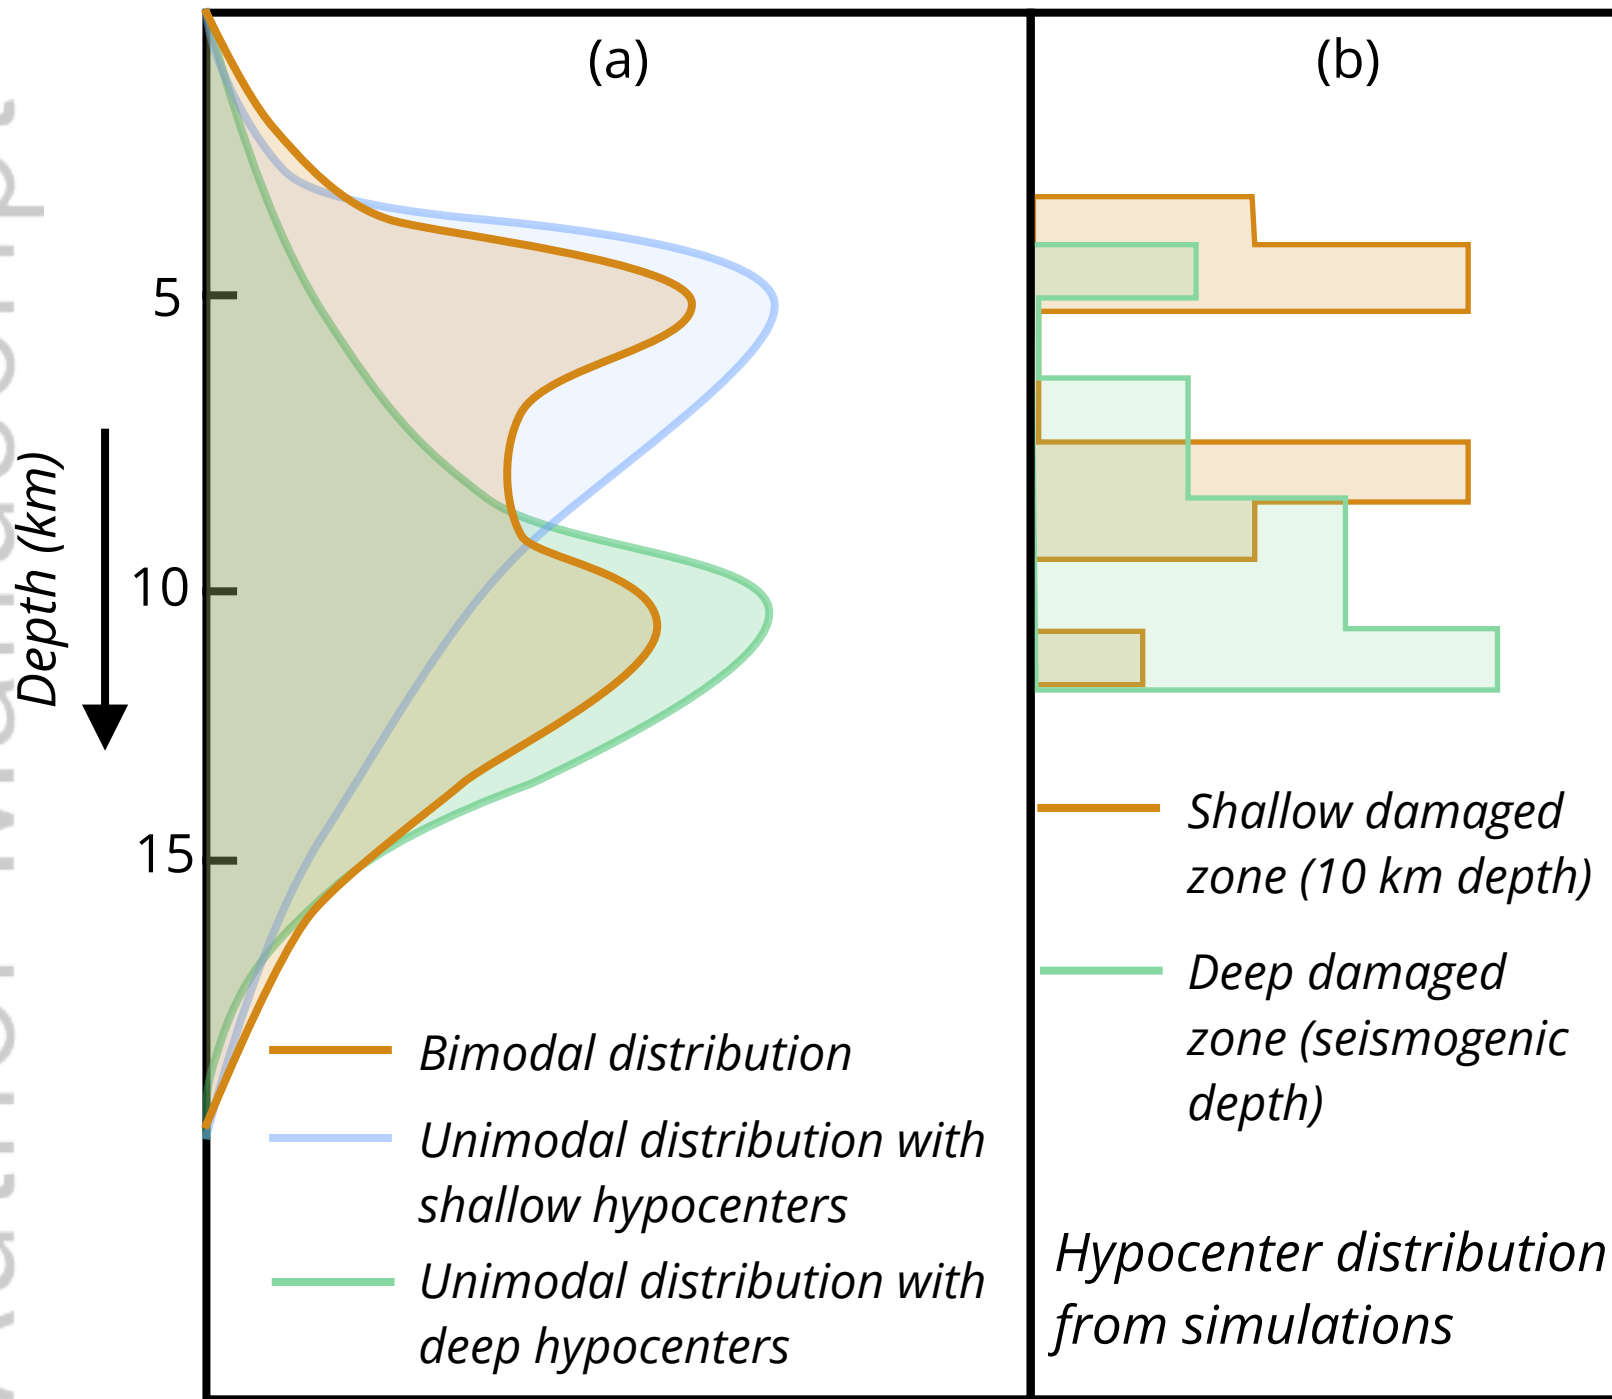 (a)
(b)
5
10
15
Depth (km)
Bimodal distribution
Unimodal distribution with
shallow hypocenters
Unimodal distribution with
deep hypocenters
Shallow damaged
zone (10 km depth)
Deep damaged
zone (seismogenic
depth)
Hypocenter distribution
from simulations